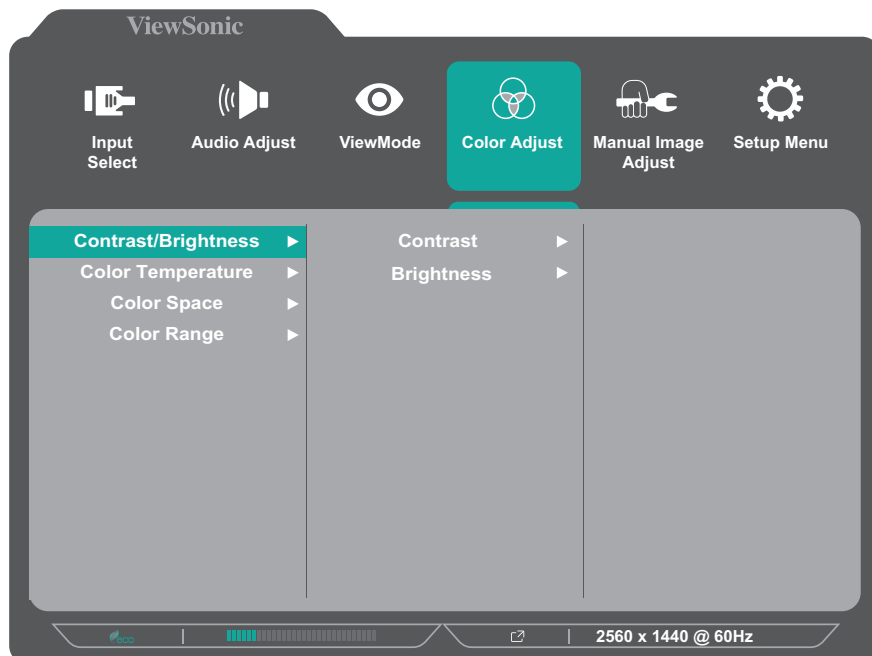 ViewSonic
Input Select
Audio Adjust
ViewMode
Color Adjust
Manual Image Adjust
Setup Menu
Contrast/Brightness
Contrast
Color Temperature
Brightness
Color Space
Color Range
eco
2560 x 1440 @ 60Hz